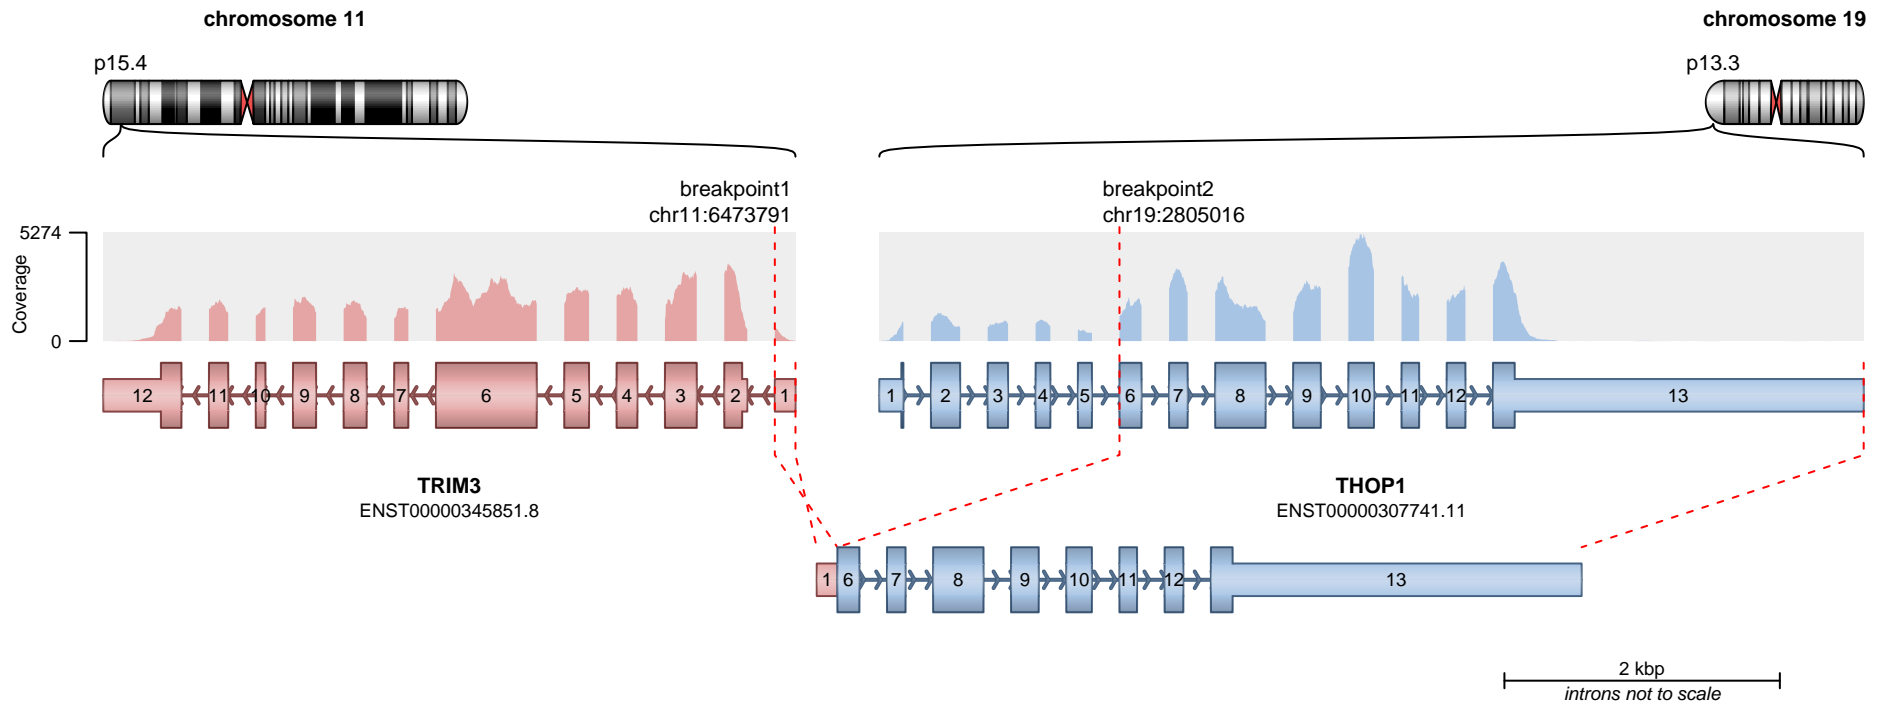 chromosome 11
chromosome 19
p15.4
p13.3
breakpoint1
chr11:6473791
breakpoint2
chr19:2805016
5274
Coverage
0
12 11 10 9 8 7 6 5 4 3 2 1
1 2 3 4 5 6 7 8 9 10 11 12 13
TRIM3
ENST00000345851.8
THOP1
ENST00000307741.11
1 6 7 8 9 10 11 12 13
2 kbp
introns not to scale